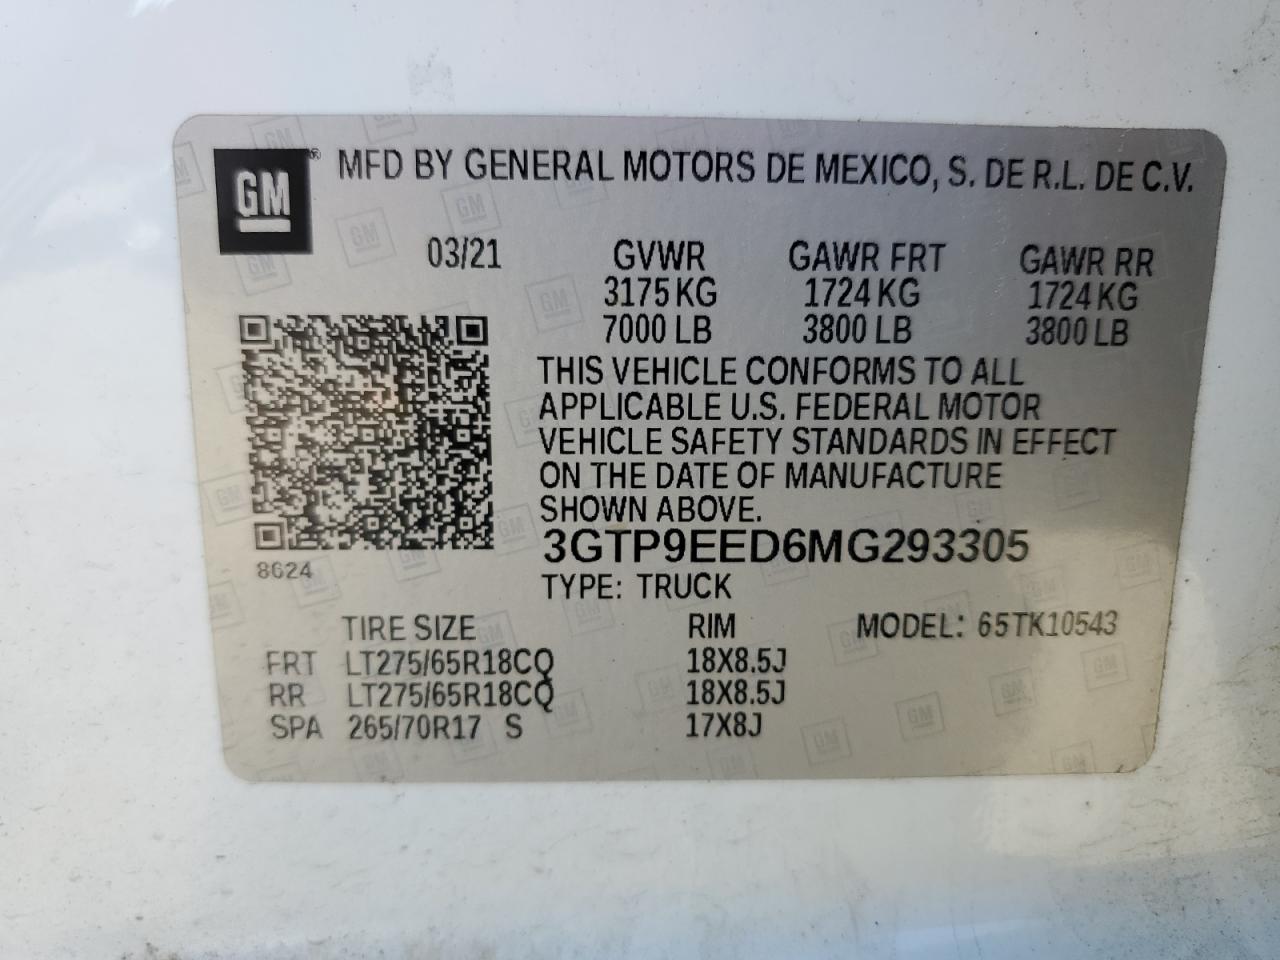 GM ® MFD BY GENERAL MOTORS DE MEXICO, S. DE R.L. DE C.V.
03/21 GVWR GAWR FRT GAWR RR
3175 KG 1724 KG 1724 KG
7000 LB 3800 LB 3800 LB
THIS VEHICLE CONFORMS TO ALL
APPLICABLE U.S. FEDERAL MOTOR
VEHICLE SAFETY STANDARDS IN EFFECT
ON THE DATE OF MANUFACTURE
SHOWN ABOVE.
3GTP9EED6MG293305
8624
TYPE: TRUCK
TIRE SIZE RIM MODEL: 65TK10543
FRT LT275/65R18CQ 18X8.5J
RR LT275/65R18CQ 18X8.5J
SPA 265/70R17 S 17X8J